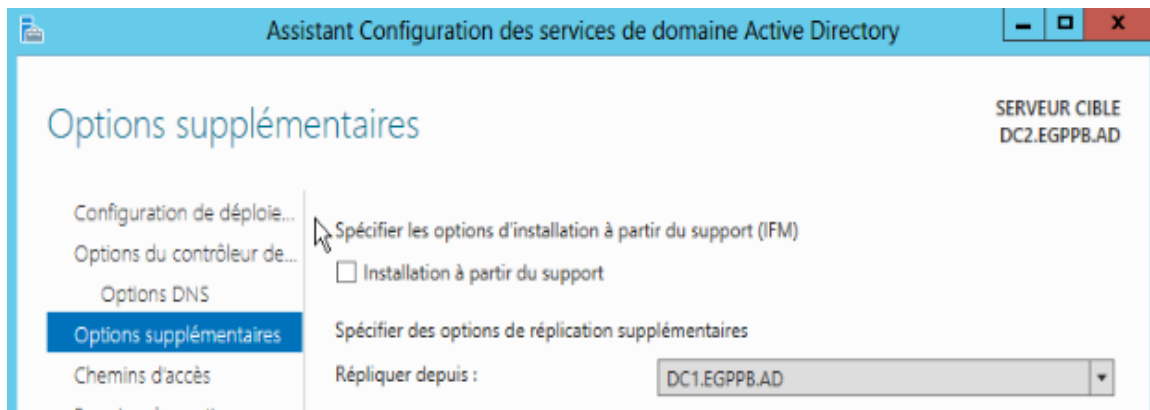 Assistant Configuration des services de domaine Active Directory
Options supplémentaires
SERVEUR CIBLE
DC2.EGPPB.AD
Configuration de déploie...
Options du contrôleur de...
Options DNS
Options supplémentaires
Chemins d'accès
Spécifier les options d'installation à partir du support (IFM)
Installation à partir du support
Spécifier des options de réplication supplémentaires
Répliquer depuis :
DC1.EGPPB.AD